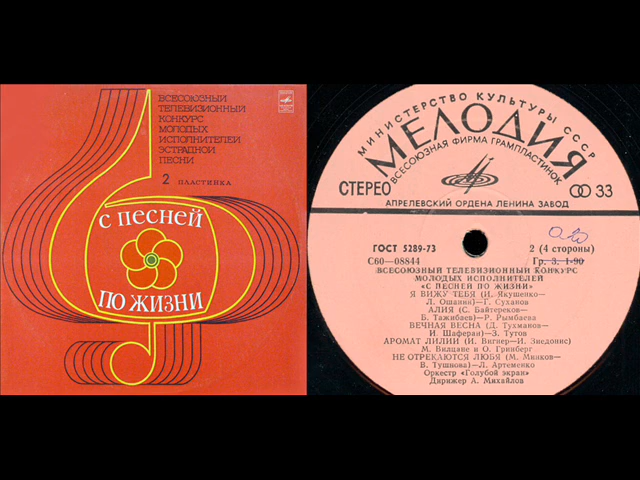 ВСЕСОЮЗНЫЙ
ТЕЛЕВИЗИОННЫЙ
КОНКУРС
МОЛОДЫХ
ИСПОЛНИТЕЛЕЙ
ЭСТРАДНОЙ
ПЕСНИ
2 ПЛАСТИНКА
С ПЕСНЕЙ
ПО ЖИЗНИ
МИНИСТЕРСТВО КУЛЬТУРЫ СССР
МЕЛОДИЯ
ВСЕСОЮЗНАЯ ФИРМА ГРАМПЛАСТИНОК
СТЕРЕО 33
АПРЕЛЕВСКИЙ ОРДЕНА ЛЕНИНА ЗАВОД
ГОСТ 5289-73 2 (4 стороны)
С60—08844 Гр. 3. 1-90
ВСЕСОЮЗНЫЙ ТЕЛЕВИЗИОННЫЙ КОНКУРС
МОЛОДЫХ ИСПОЛНИТЕЛЕЙ
«С ПЕСНЕЙ ПО ЖИЗНИ»
Я ВИЖУ ТЕБЯ (И. Якушенко—
Л. Ошанин)—Г. Суханов
АЛИЯ (С. Байтереков—
Б. Тажибаев)—Р. Рымбаева
ВЕЧНАЯ ВЕСНА (Д. Тухманов—
И. Шаферан)—З. Тутов
АРОМАТ ЛИЛИИ (И. Вигнер—И. Зиедонис)
М. Вилцане и О. Гринберг
НЕ ОТРЕКАЮТСЯ ЛЮБЯ (М. Минков—
В. Тушнова)—Л. Артеменко
Оркестр «Голубой экран»
Дирижер А. Михайлов